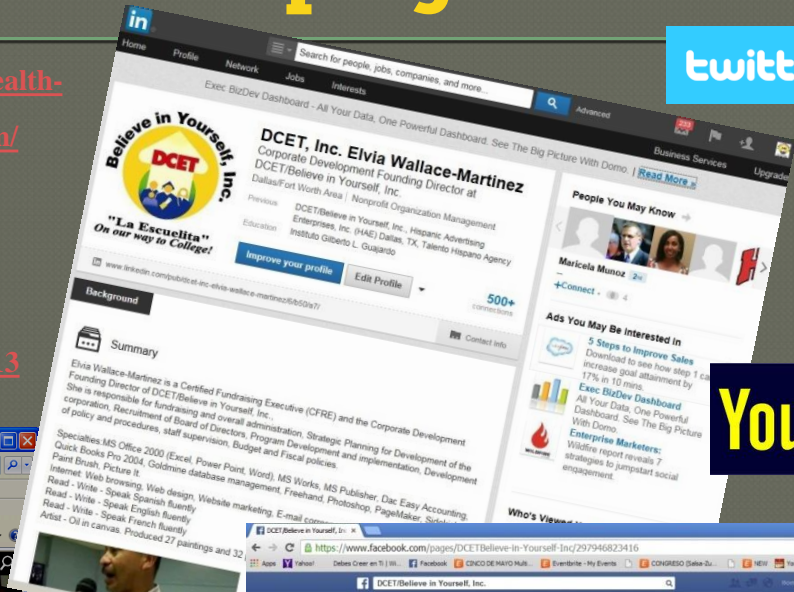 in
twitt
ealth-
n/
13
Home Profile Network Jobs Interests
Search for people, jobs, companies, and more...
Advanced
233
Business Services
Upgrade
Exec BizDev Dashboard - All Your Data, One Powerful Dashboard. See The Big Picture With Domo. | Read More »
Believe in Yourself, Inc.
DCET
"La Escuelita"
On our way to College!
DCET, Inc. Elvia Wallace-Martinez
Corporate Development Founding Director at
DCET/Believe in Yourself, Inc.
Dallas/Fort Worth Area | Nonprofit Organization Management
Previous DCET/Believe in Yourself, Inc., Hispanic Advertising
Enterprises, Inc. (HAE) Dallas, TX, Talento Hispano Agency
Education Instituto Gilberto L. Guajardo
Improve your profile
Edit Profile
500+
connections
Contact Info
People You May Know
Maricela Munoz 2nd
+Connect · 4
Ads You May Be Interested In
5 Steps to Improve Sales
Download to see how step 1 ca
increase goal attainment by
17% in 10 mins.
Exec BizDev Dashboard
All Your Data, One Powerful
Dashboard. See The Big Picture
With Domo.
Enterprise Marketers:
Wildfire report reveals 7
strategies to jumpstart social
engagement.
WILDFIRE
Who's Viewed
You
Background
Summary
Elvia Wallace-Martinez is a Certified Fundraising Executive (CFRE) and the Corporate Development
Founding Director of DCET/Believe in Yourself, Inc.,
She is responsible for fundraising and overall administration, Strategic Planning for Development of the
corporation, Recruitment of Board of Directors, Program Development and implementation, Development
of policy and procedures, staff supervision, Budget and Fiscal policies.
Specialties:MS Office 2000 (Excel, Power Point, Word), MS Works, MS Publisher, Dac Easy Accounting,
Quick Books Pro 2004, Goldmine database management, Freehand, Photoshop, PageMaker,
Paint Brush, Picture It.
Internet: Web browsing, Web design, Website marketing, E-mail
Read - Write - Speak Spanish fluently
Read - Write - Speak English fluently
Read - Write - Speak French fluently
Artist - Oil in canvas, Produced 27 paintings and 32
DCET/Believe in Yourself, In
https://www.facebook.com/pages/DCETBelieve-In-Yourself-Inc/297946823416
Apps Yahoo! Debes Creer en Ti | Wi... Facebook CINCO DE MAYO Multi... Eventbrite - My Events CONGRESO (Salsa-Zu... NEW Ya
DCET/Believe in Yourself, Inc.